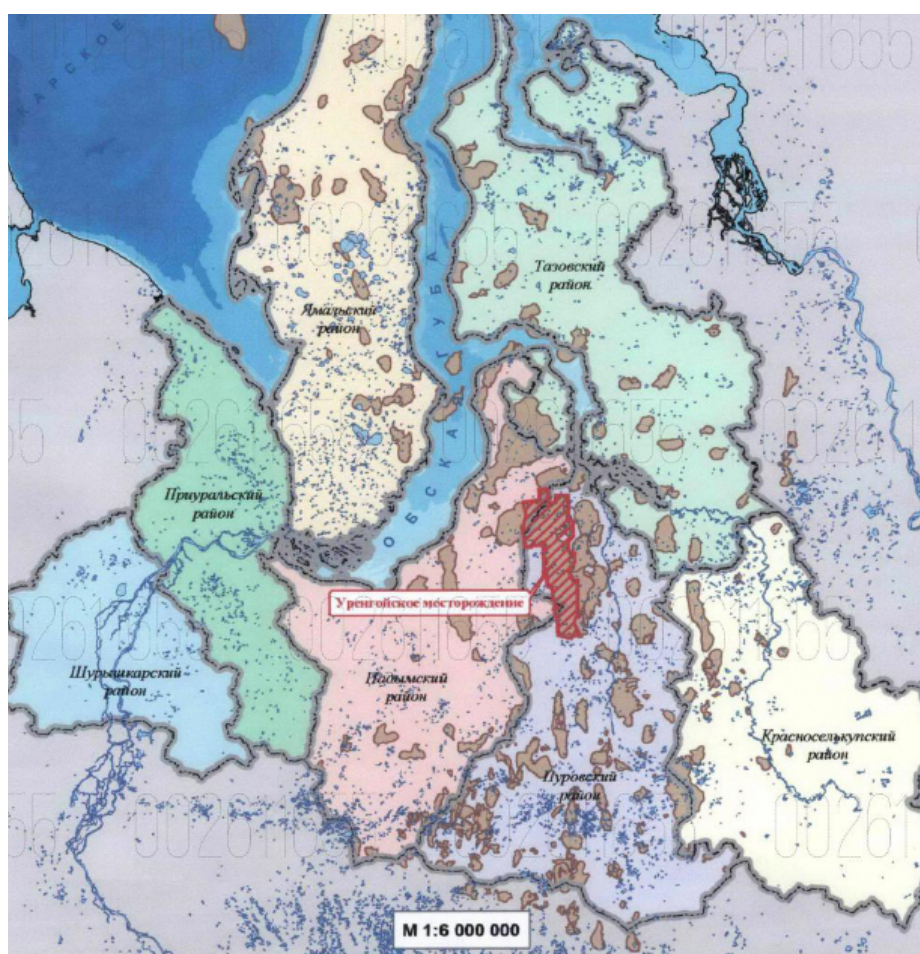 КАРСКОЕ
Тазовский
район
Ямальский
район
ОБСКАЯ ГУБА
Приуральский
район
Уренгойское месторождение
Шурышкарский
район
Надымский
район
Красноселькупский
район
Пуровский
район
М 1:6 000 000